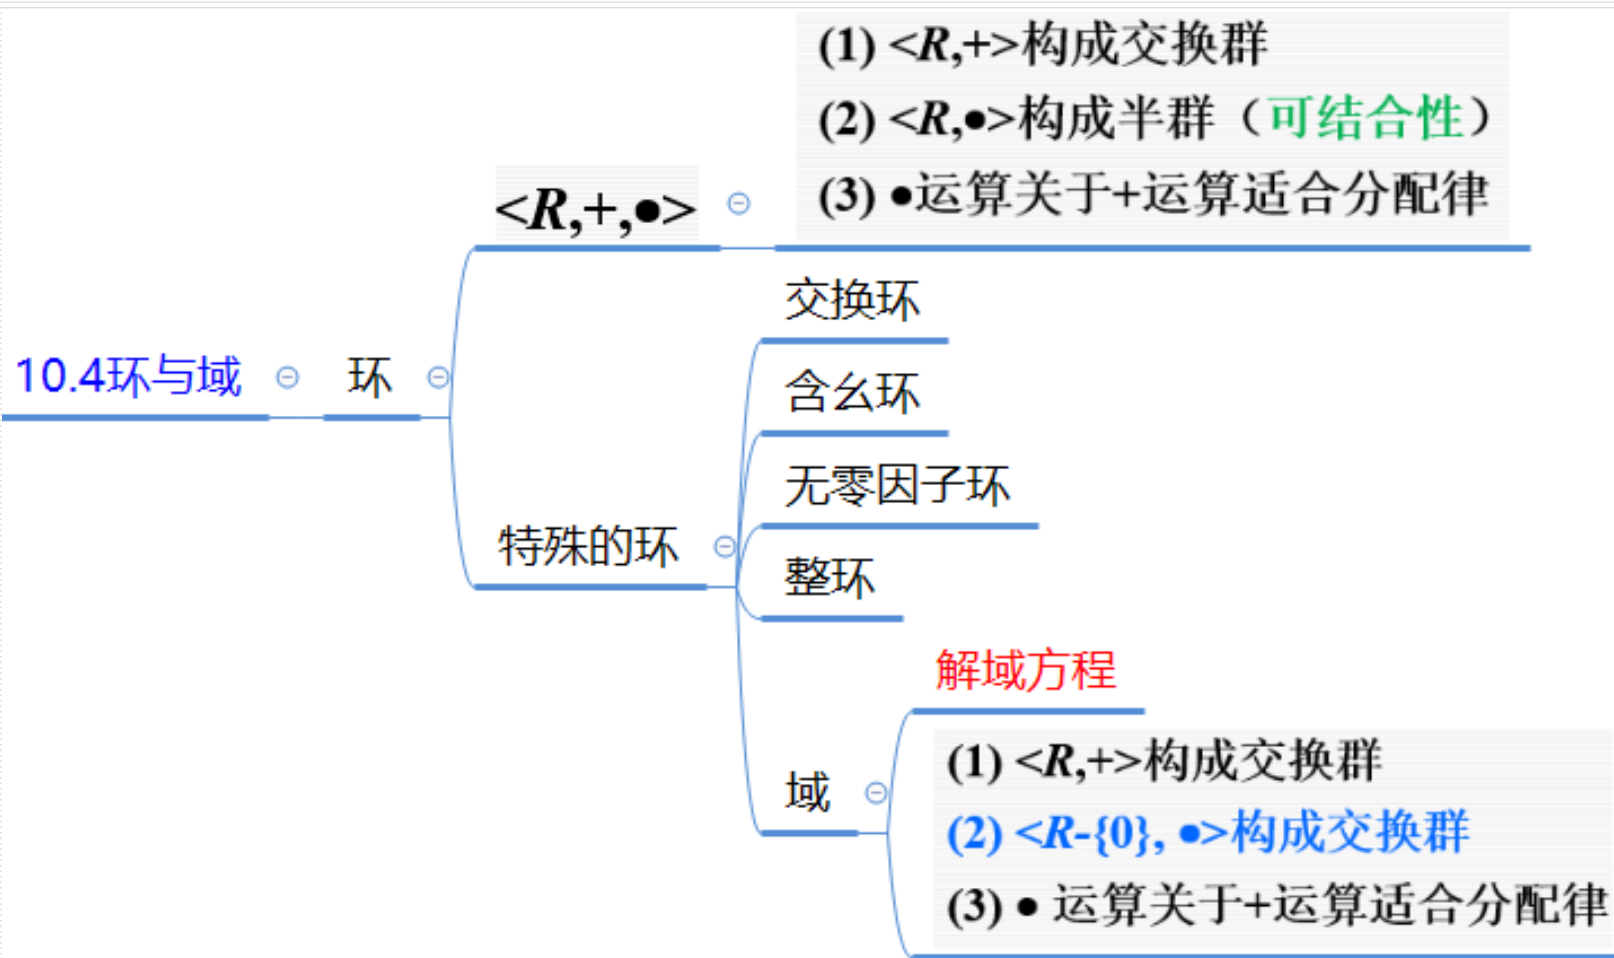 10.4环与域
环
<R,+,●>
(1) <R,+>构成交换群
(2) <R,●>构成半群（可结合性）
(3) ●运算关于+运算适合分配律
特殊的环
交换环
含幺环
无零因子环
整环
域
解域方程
(1) <R,+>构成交换群
(2) <R-{0}, ●>构成交换群
(3) ● 运算关于+运算适合分配律